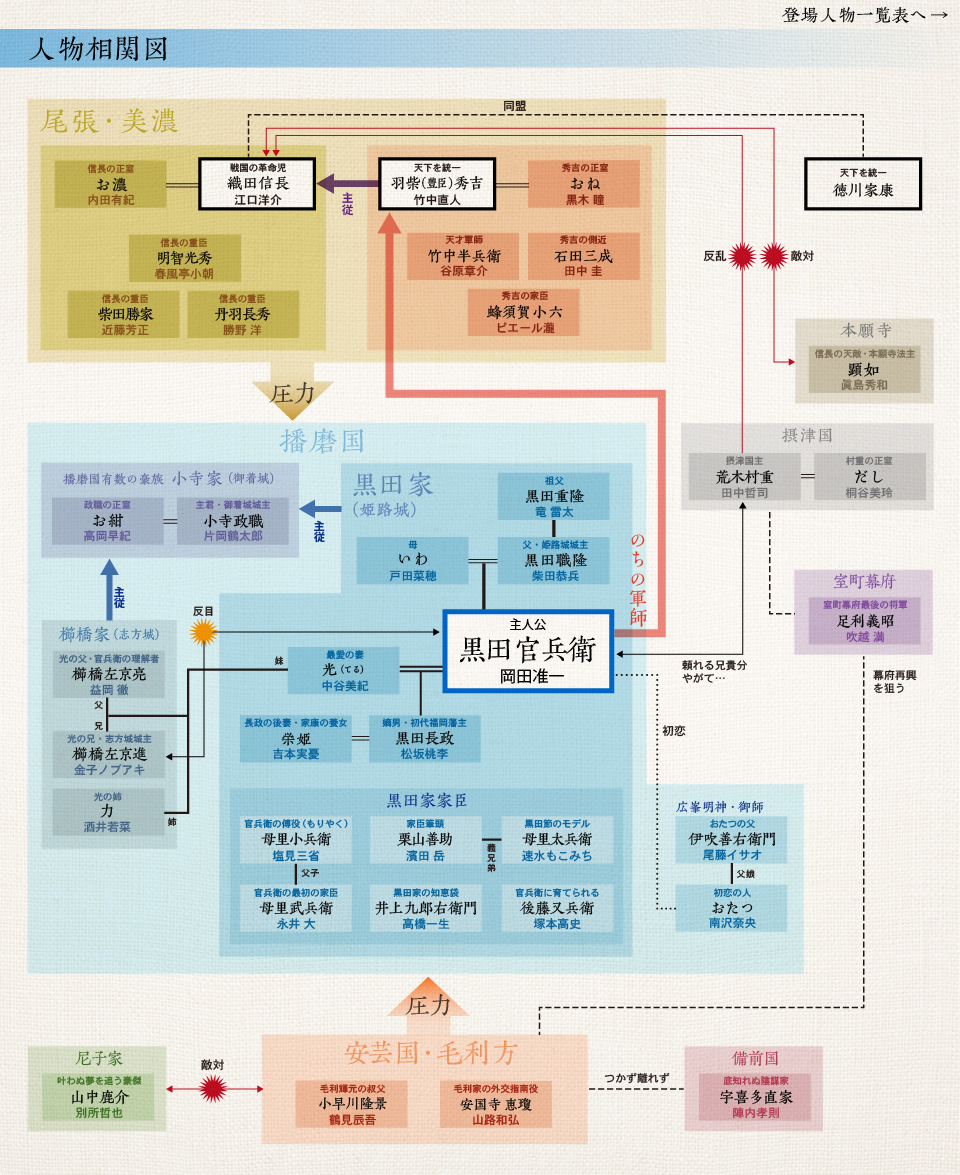 登場人物一覧表へ→
人物相関図
同盟
尾張・美濃
信長の正室
お濃
内田有紀
戦国の革命児
織田信長
江口洋介
主従
天下を統一
羽柴(豊臣)秀吉
竹中直人
秀吉の正室
おね
黒木 瞳
天下を統一
徳川家康
信長の重臣
明智光秀
春風亭小朝
信長の重臣
柴田勝家
近藤芳正
信長の重臣
丹羽長秀
勝野 洋
天才軍師
竹中半兵衛
谷原章介
秀吉の側近
石田三成
田中 圭
秀吉の家臣
蜂須賀小六
ピエール瀧
反乱
敵対
本願寺
信長の天敵・本願寺法主
顕如
眞島秀和
圧力
播磨国
播磨国有数の豪族 小寺家(御着城)
政職の正室
お紺
高岡早紀
主君・御着城城主
小寺政職
片岡鶴太郎
主従
黒田家
(姫路城)
祖父
黒田重隆
竜 雷太
母
いわ
戸田菜穂
父・姫路城城主
黒田職隆
柴田恭兵
のちの軍師
摂津国
摂津国主
荒木村重
田中哲司
村重の正室
だし
桐谷美玲
室町幕府
室町幕府最後の将軍
足利義昭
吹越 満
主従
反目
櫛橋家(志方城)
光の父・官兵衛の理解者
櫛橋左京亮
益岡 徹
父
兄
光の兄・志方城城主
櫛橋左京進
金子ノブアキ
光の姉
力
酒井若菜
妹
姉
主人公
黒田官兵衛
岡田准一
最愛の妻
光(てる)
中谷美紀
頼れる兄貴分
やがて…
幕府再興
を狙う
初恋
長政の後妻・家康の養女
栄姫
吉本実憂
嫡男・初代福岡藩主
黒田長政
松坂桃李
黒田家家臣
官兵衛の傅役(もりやく)
母里小兵衛
塩見三省
家臣筆頭
栗山善助
濱田 岳
義兄弟
黒田節のモデル
母里太兵衛
速水もこみち
父子
官兵衛の最初の家臣
母里武兵衛
永井 大
黒田家の知恵袋
井上九郎右衛門
高橋一生
官兵衛に育てられる
後藤又兵衛
塚本高史
広峯明神・御師
おたつの父
伊吹善右衛門
尾藤イサオ
父娘
初恋の人
おたつ
南沢奈央
圧力
尼子家
叶わぬ夢を追う豪傑
山中鹿介
別所哲也
敵対
安芸国・毛利方
毛利輝元の叔父
小早川隆景
鶴見辰吾
毛利家の外交指南役
安国寺 恵瓊
山路和弘
つかず離れず
備前国
底知れぬ陰謀家
宇喜多直家
陣内孝則